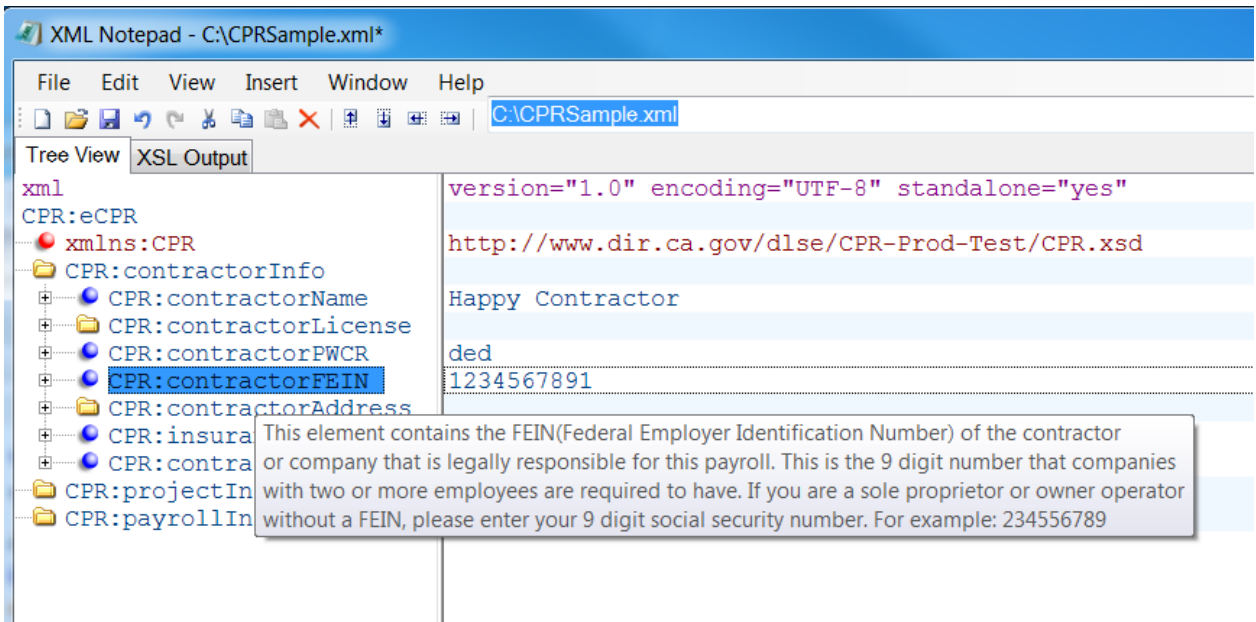 XML Notepad - C:\CPRSample.xml*
File Edit View Insert Window Help
C:\CPRSample.xml
Tree View XSL Output
xml version="1.0" encoding="UTF-8" standalone="yes"
CPR:eCPR
xmlns:CPR http://www.dir.ca.gov/dlse/CPR-Prod-Test/CPR.xsd
CPR:contractorInfo
CPR:contractorName Happy Contractor
CPR:contractorLicense
CPR:contractorPWCR ded
CPR:contractorFEIN 1234567891
CPR:contractorAddress
CPR:insura
CPR:contra
CPR:projectIn
CPR:payrollIn
This element contains the FEIN(Federal Employer Identification Number) of the contractor
or company that is legally responsible for this payroll. This is the 9 digit number that companies
with two or more employees are required to have. If you are a sole proprietor or owner operator
without a FEIN, please enter your 9 digit social security number. For example: 234556789